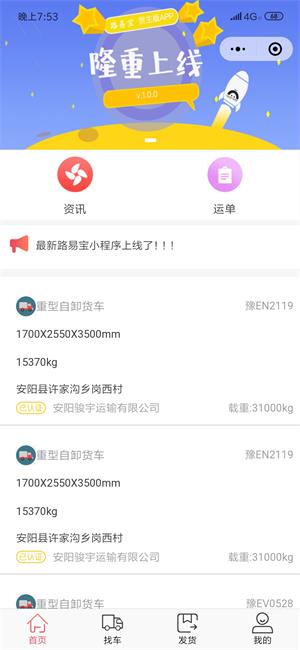 晚上7:53
4G
68
路易宝 货主版APP
隆重上线
v.1.0.0
资讯
运单
最新路易宝小程序上线了！！！
重型自卸货车
豫EN2119
1700X2550X3500mm
15370kg
安阳县许家沟乡岗西村
已认证 安阳骏宇运输有限公司
载重:31000kg
重型自卸货车
豫EN2119
1700X2550X3500mm
15370kg
安阳县许家沟乡岗西村
已认证 安阳骏宇运输有限公司
载重:31000kg
重型自卸货车
豫EV0528
首页
找车
发货
我的